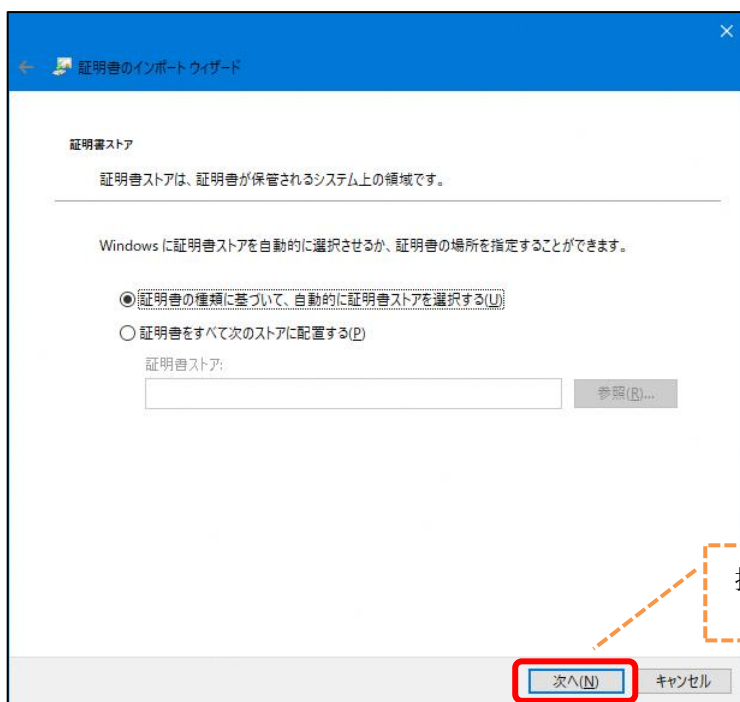 証明書のインポート ウィザード
証明書ストア
証明書ストアは、証明書が保管されるシステム上の領域です。
Windows に証明書ストアを自動的に選択させるか、証明書の場所を指定することができます。
証明書の種類に基づいて、自動的に証明書ストアを選択する(U)
証明書をすべて次のストアに配置する(P)
証明書ストア:
参照(R)...
次へ(N) キャンセル